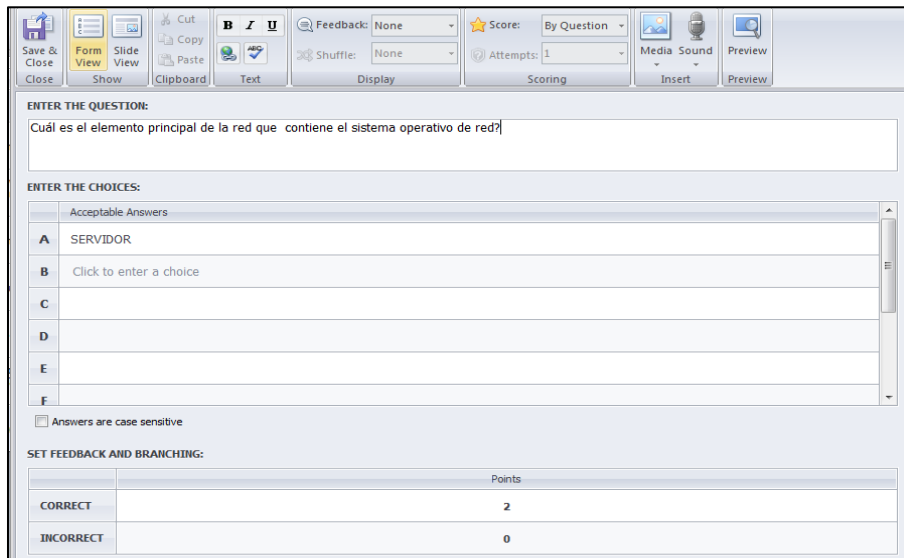 Save & Close
Form View
Slide View
Cut
Copy
Paste
B I U
ABC
Feedback: None
Shuffle: None
Score: By Question
Attempts: 1
Media
Sound
Preview
Close
Show
Clipboard
Text
Display
Scoring
Insert
Preview
ENTER THE QUESTION:
Cuál es el elemento principal de la red que  contiene el sistema operativo de red?
ENTER THE CHOICES:
Acceptable Answers
A SERVIDOR
B Click to enter a choice
C
D
E
F
Answers are case sensitive
SET FEEDBACK AND BRANCHING:
Points
CORRECT 2
INCORRECT 0